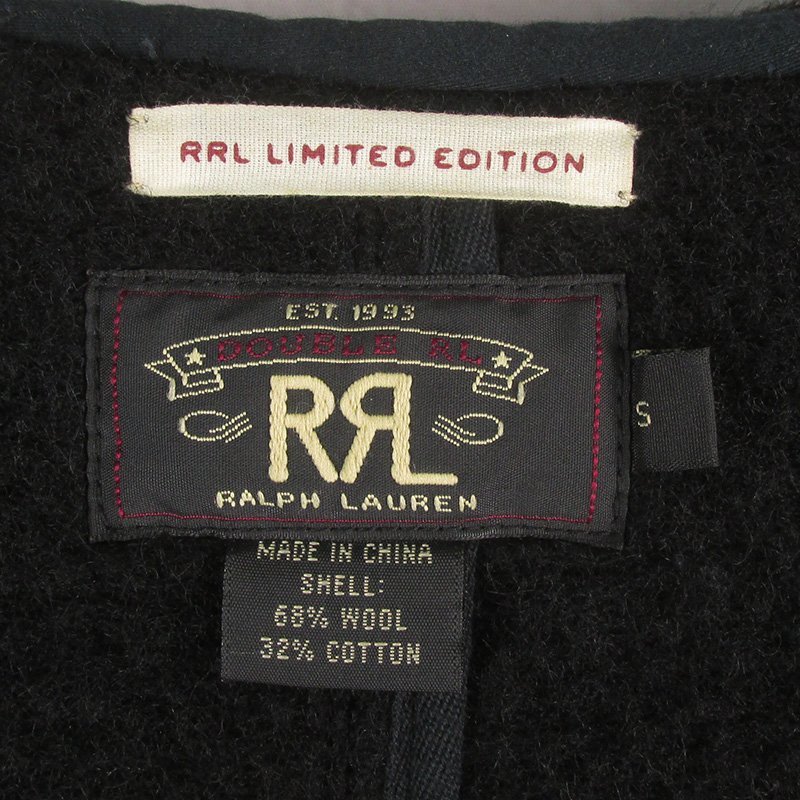 RRL LIMITED EDITION
EST. 1993
DOUBLE RL
RRL
RALPH LAUREN
S
MADE IN CHINA
SHELL:
68% WOOL
32% COTTON